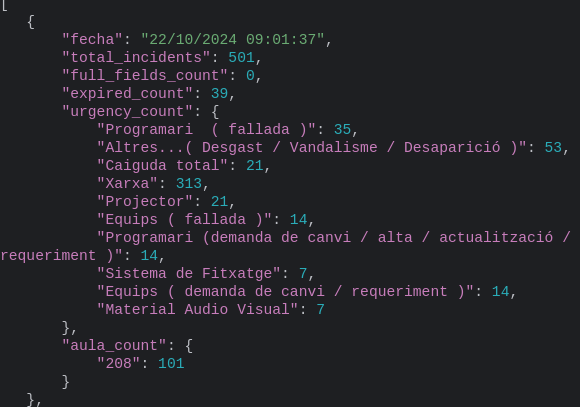 [
   {
       "fecha": "22/10/2024 09:01:37",
       "total_incidents": 501,
       "full_fields_count": 0,
       "expired_count": 39,
       "urgency_count": {
           "Programari  ( fallada )": 35,
           "Altres...( Desgast / Vandalisme / Desaparició )": 53,
           "Caiguda total": 21,
           "Xarxa": 313,
           "Projector": 21,
           "Equips ( fallada )": 14,
           "Programari (demanda de canvi / alta / actualització /
requeriment )": 14,
           "Sistema de Fitxatge": 7,
           "Equips ( demanda de canvi / requeriment )": 14,
           "Material Audio Visual": 7
       },
       "aula_count": {
           "208": 101
       }
   },